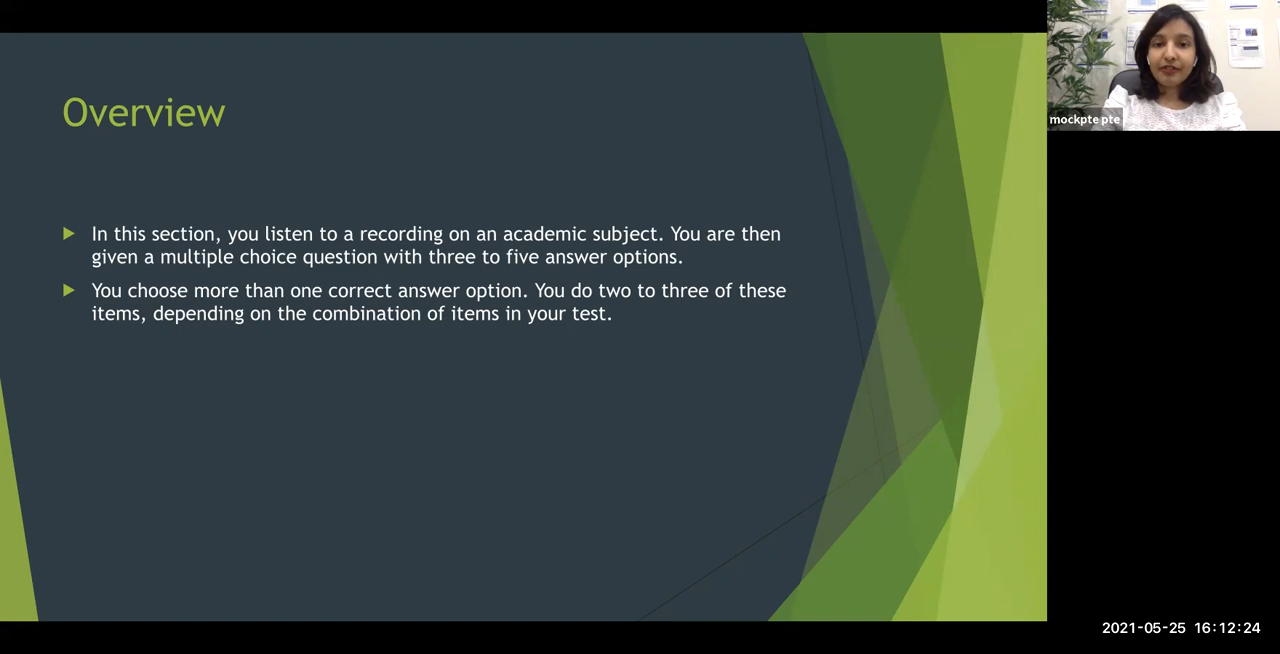 Overview
In this section, you listen to a recording on an academic subject. You are then
given a multiple choice question with three to five answer options.
You choose more than one correct answer option. You do two to three of these
items, depending on the combination of items in your test.
mockpte pte
2021-05-25 16:12:24